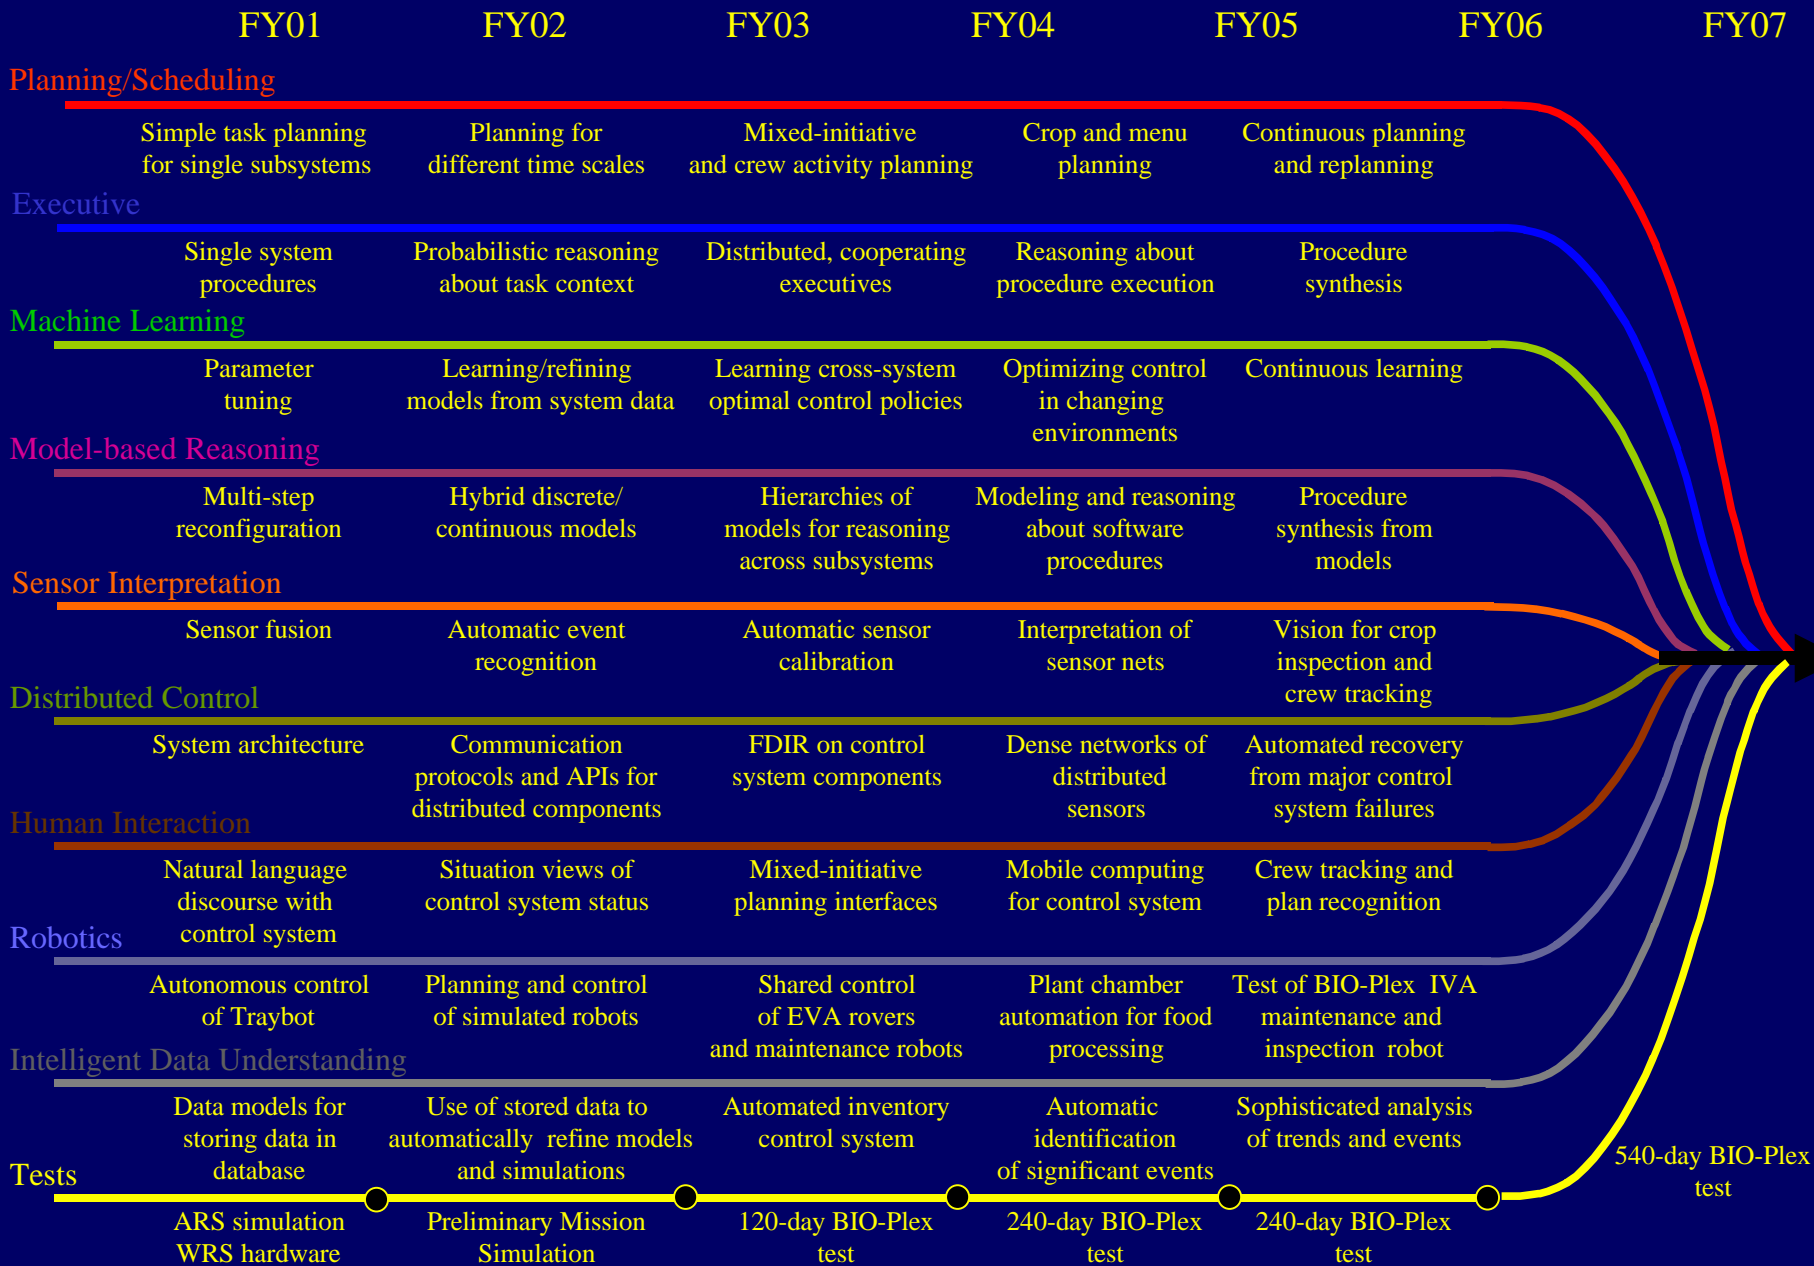 FY01 FY02 FY03 FY04 FY05 FY06 FY07
Planning/Scheduling
Simple task planning
for single subsystems
Planning for
different time scales
Mixed-initiative
and crew activity planning
Crop and menu
planning
Continuous planning
and replanning
Executive
Single system
procedures
Probabilistic reasoning
about task context
Distributed, cooperating
executives
Reasoning about
procedure execution
Procedure
synthesis
Machine Learning
Parameter
tuning
Learning/refining
models from system data
Learning cross-system
optimal control policies
Optimizing control
in changing
environments
Continuous learning
Model-based Reasoning
Multi-step
reconfiguration
Hybrid discrete/
continuous models
Hierarchies of
models for reasoning
across subsystems
Modeling and reasoning
about software
procedures
Procedure
synthesis from
models
Sensor Interpretation
Sensor fusion
Automatic event
recognition
Automatic sensor
calibration
Interpretation of
sensor nets
Vision for crop
inspection and
crew tracking
Distributed Control
System architecture
Communication
protocols and APIs for
distributed components
FDIR on control
system components
Dense networks of
distributed
sensors
Automated recovery
from major control
system failures
Human Interaction
Natural language
discourse with
control system
Situation views of
control system status
Mixed-initiative
planning interfaces
Mobile computing
for control system
Crew tracking and
plan recognition
Robotics
Autonomous control
of Traybot
Planning and control
of simulated robots
Shared control
of EVA rovers
and maintenance robots
Plant chamber
automation for food
processing
Test of BIO-Plex IVA
maintenance and
inspection robot
Intelligent Data Understanding
Data models for
storing data in
database
Use of stored data to
automatically refine models
and simulations
Automated inventory
control system
Automatic
identification
of significant events
Sophisticated analysis
of trends and events
Tests
ARS simulation
WRS hardware
Preliminary Mission
Simulation
120-day BIO-Plex
test
240-day BIO-Plex
test
240-day BIO-Plex
test
540-day BIO-Plex
test